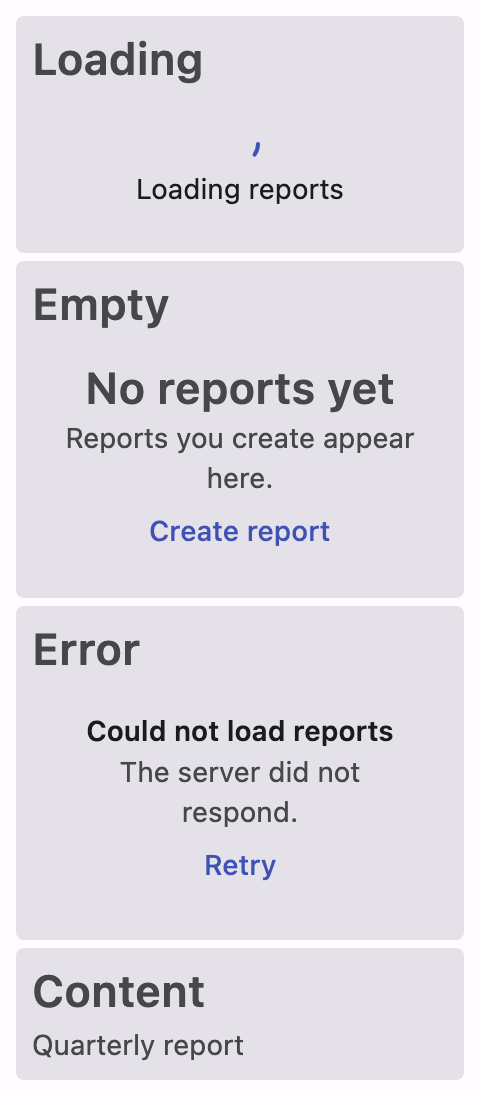 Loading
Loading reports
Empty
No reports yet
Reports you create appear
here.
Create report
Error
Could not load reports
The server did not
respond.
Retry
Content
Quarterly report